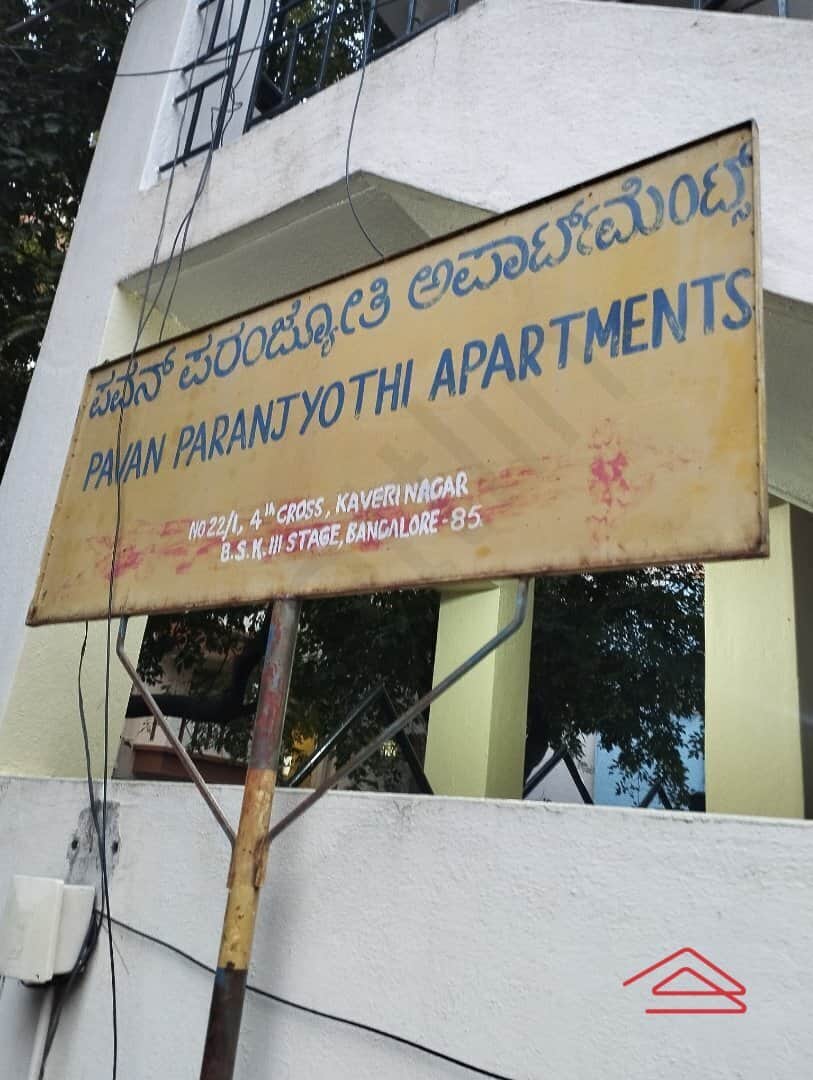 ಪವನ್ ಪರಂಜ್ಯೋತಿ ಅಪಾರ್ಟ್‌ಮೆಂಟ್ಸ್
PAVAN PARANJYOTHI APARTMENTS
NO 22/1, 4TH CROSS, KAVERI NAGAR
B.S.K. III STAGE, BANGALORE - 85